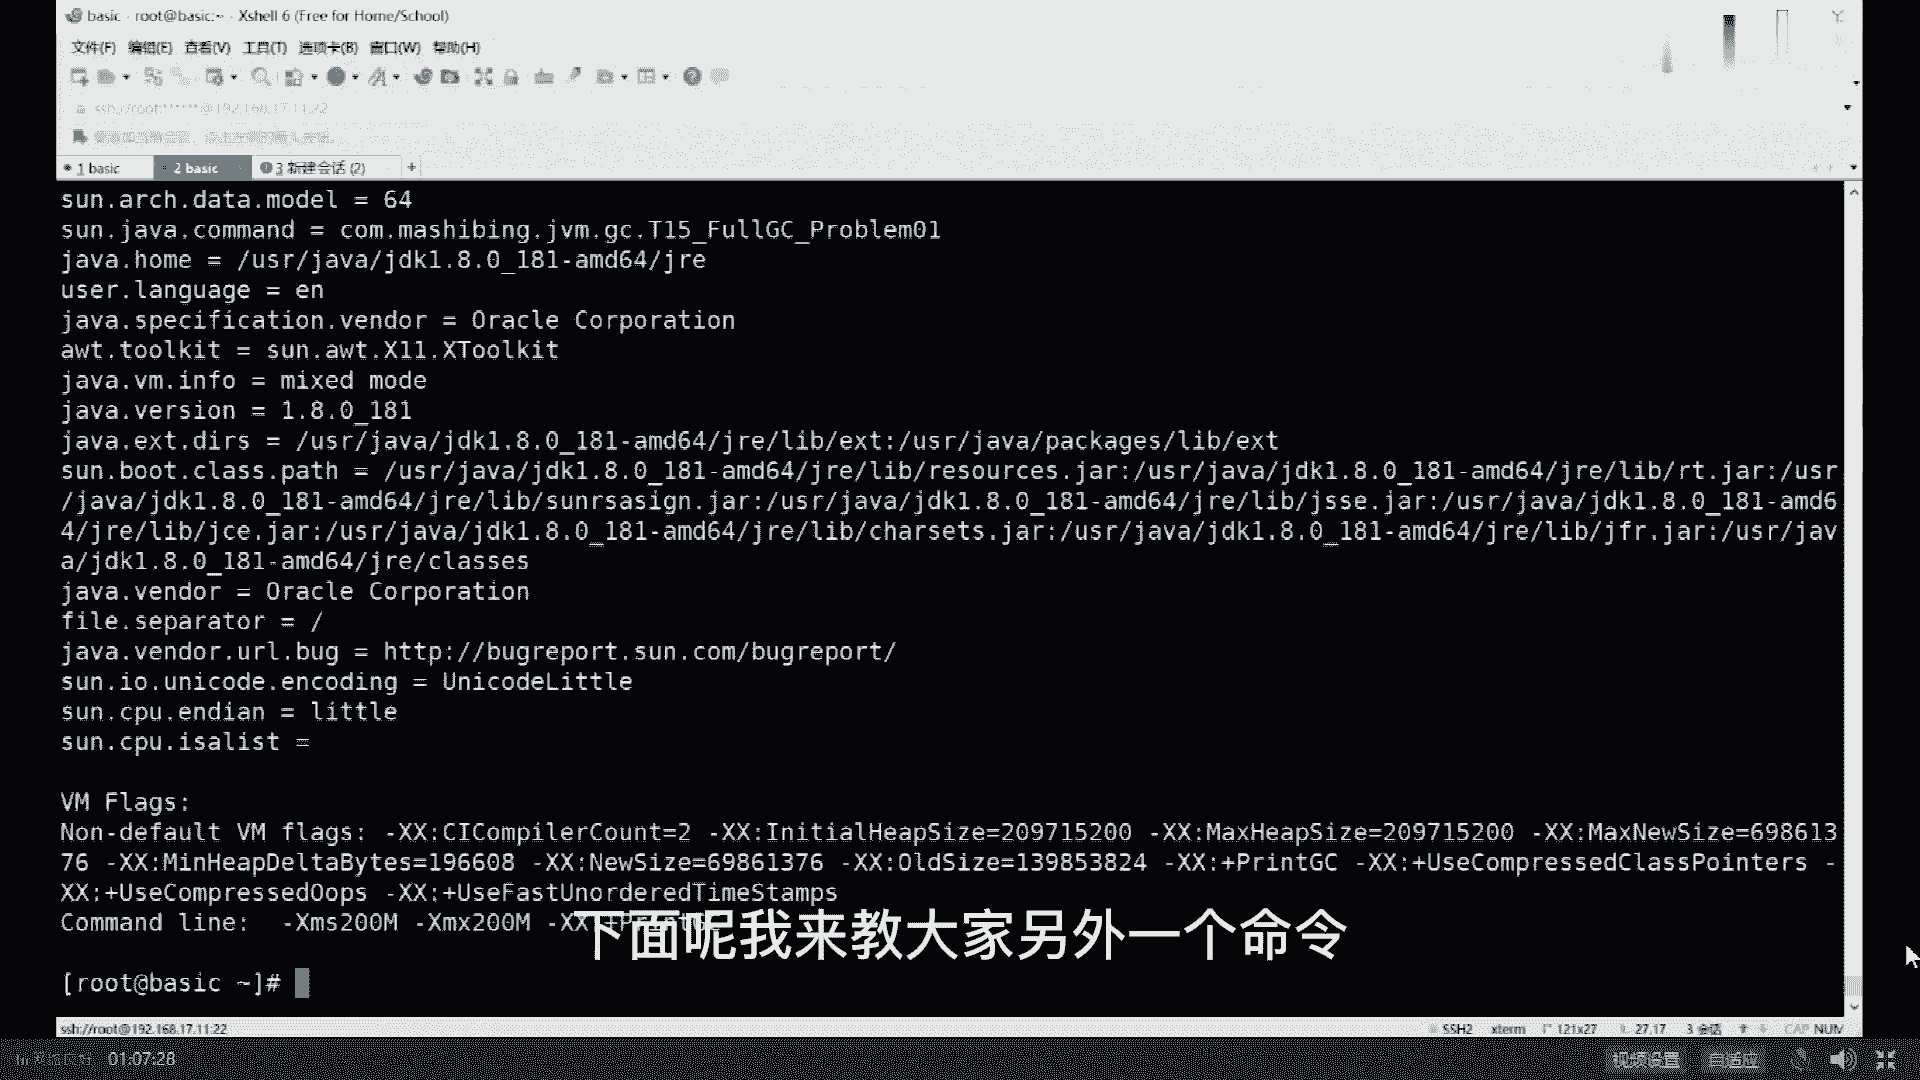 basic - root@basic:~ - Xshell 6 (Free for Home/School)
文件(F) 编辑(E) 查看(V) 工具(T) 选项卡(B) 窗口(W) 帮助(H)
ssh://root:******@192.168.17.11:22
1 basic 2 basic 3 新建会话 (2) +
sun.arch.data.model = 64
sun.java.command = com.mashibing.jvm.gc.T15_FullGC_Problem01
java.home = /usr/java/jdk1.8.0_181-amd64/jre
user.language = en
java.specification.vendor = Oracle Corporation
awt.toolkit = sun.awt.X11.XToolkit
java.vm.info = mixed mode
java.version = 1.8.0_181
java.ext.dirs = /usr/java/jdk1.8.0_181-amd64/jre/lib/ext:/usr/java/packages/lib/ext
sun.boot.class.path = /usr/java/jdk1.8.0_181-amd64/jre/lib/resources.jar:/usr/java/jdk1.8.0_181-amd64/jre/lib/rt.jar:/usr
/java/jdk1.8.0_181-amd64/jre/lib/sunrsasign.jar:/usr/java/jdk1.8.0_181-amd64/jre/lib/jsse.jar:/usr/java/jdk1.8.0_181-amd6
4/jre/lib/jce.jar:/usr/java/jdk1.8.0_181-amd64/jre/lib/charsets.jar:/usr/java/jdk1.8.0_181-amd64/jre/lib/jfr.jar:/usr/jav
a/jdk1.8.0_181-amd64/jre/classes
java.vendor = Oracle Corporation
file.separator = /
java.vendor.url.bug = http://bugreport.sun.com/bugreport/
sun.io.unicode.encoding = UnicodeLittle
sun.cpu.endian = little
sun.cpu.isalist =
VM Flags:
Non-default VM flags: -XX:CICompilerCount=2 -XX:InitialHeapSize=209715200 -XX:MaxHeapSize=209715200 -XX:MaxNewSize=698613
76 -XX:MinHeapDeltaBytes=196608 -XX:NewSize=69861376 -XX:OldSize=139853824 -XX:+PrintGC -XX:+UseCompressedClassPointers -
XX:+UseCompressedOops -XX:+UseFastUnorderedTimeStamps
Command line:  -Xms200M -Xmx200M -XX:+PrintGC
下面呢我来教大家另外一个命令
[root@basic ~]#
ssh://root@192.168.17.11:22 SSH2 xterm 121x27 27,17 3 会话 CAP NUM
01:07:28 视频设置 自适应